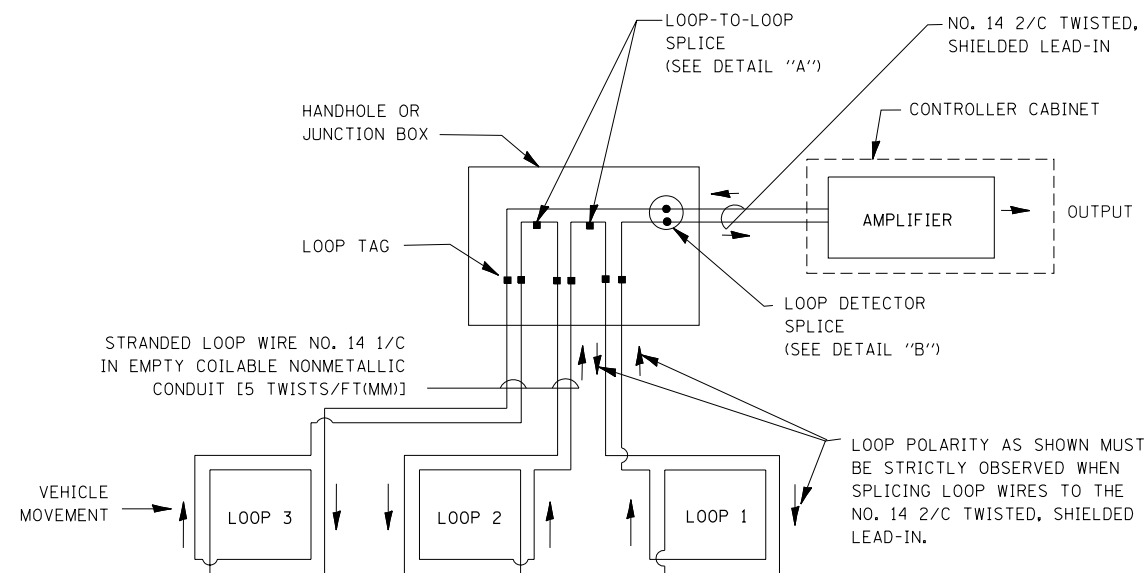 LOOP-TO-LOOP
SPLICE
(SEE DETAIL "A")
NO. 14 2/C TWISTED,
SHIELDED LEAD-IN
HANDHOLE OR
JUNCTION BOX
CONTROLLER CABINET
AMPLIFIER
OUTPUT
LOOP TAG
LOOP DETECTOR
SPLICE
(SEE DETAIL "B")
STRANDED LOOP WIRE NO. 14 1/C
IN EMPTY COILABLE NONMETALLIC
CONDUIT [5 TWISTS/FT(MM)]
LOOP POLARITY AS SHOWN MUST
BE STRICTLY OBSERVED WHEN
SPLICING LOOP WIRES TO THE
NO. 14 2/C TWISTED, SHIELDED
LEAD-IN.
VEHICLE
MOVEMENT
LOOP 3
LOOP 2
LOOP 1